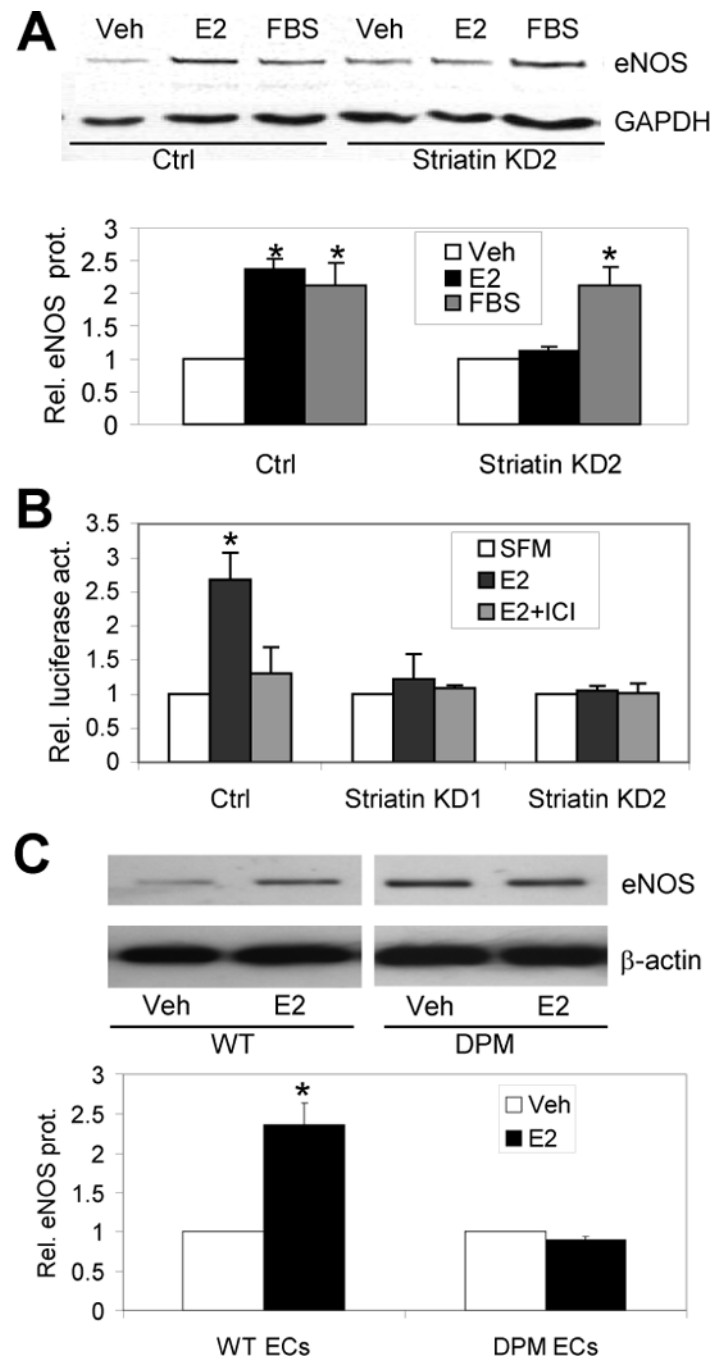 A
Veh E2 FBS Veh E2 FBS
eNOS
GAPDH
Ctrl Striatin KD2
Rel. eNOS prot.
3
2.5
2
1.5
1
0.5
0
* * *
Veh
E2
FBS
Ctrl Striatin KD2
B
Rel. luciferase act.
3.5
3
2.5
2
1.5
1
0.5
0
*
SFM
E2
E2+ICI
Ctrl Striatin KD1 Striatin KD2
C
eNOS
β-actin
Veh E2 Veh E2
WT DPM
Rel. eNOS prot.
3
2.5
2
1.5
1
0.5
0
*
Veh
E2
WT ECs DPM ECs